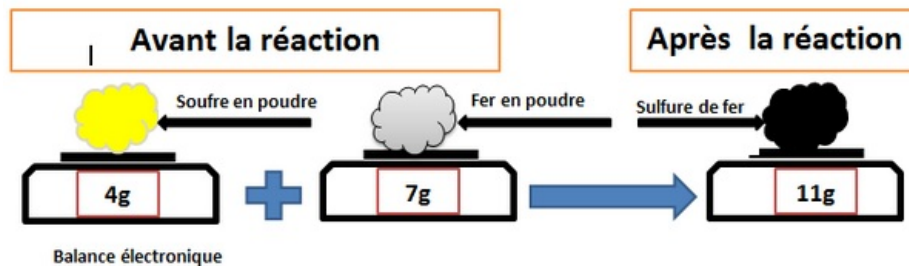 Avant la réaction
Après la réaction
Soufre en poudre
Fer en poudre
Sulfure de fer
4g
7g
11g
Balance électronique